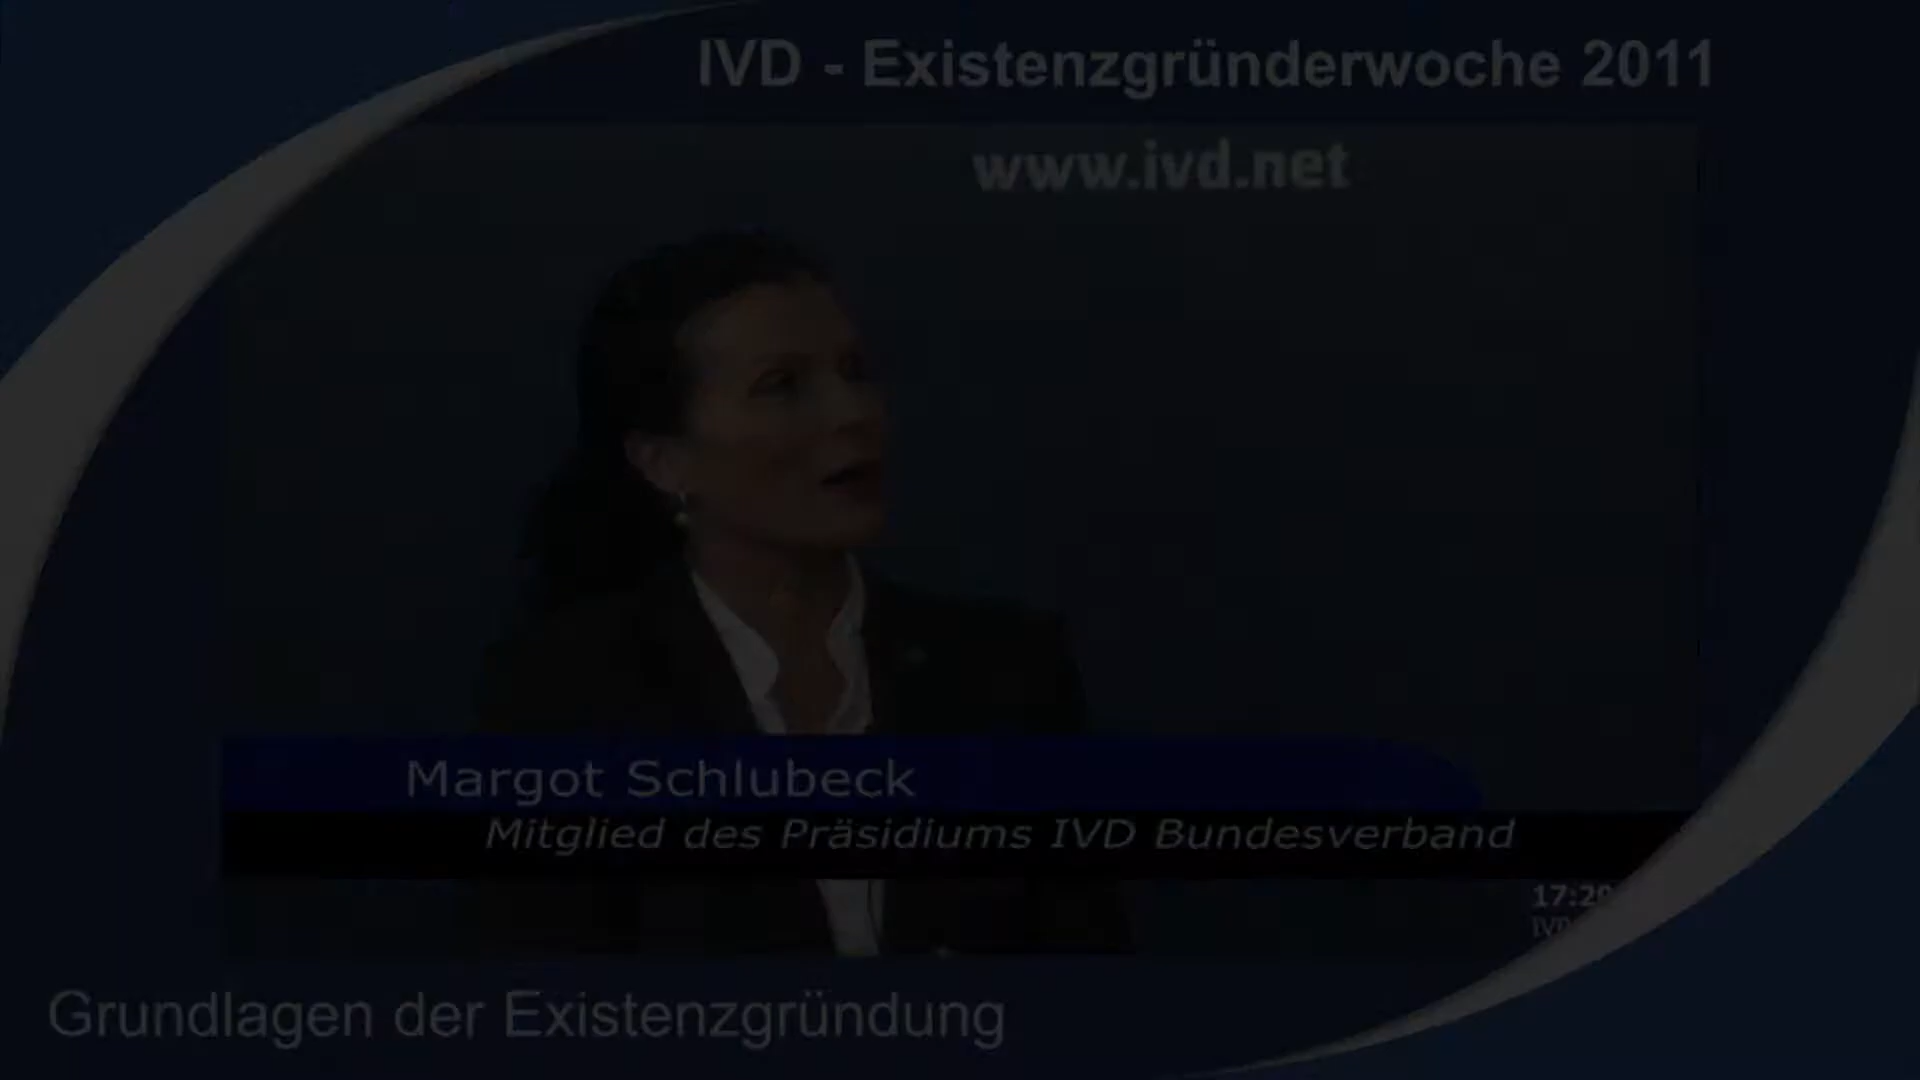 IVD - Existenzgründerwoche 2011
www.ivd.net
Margot Schlubeck
Mitglied des Präsidiums IVD Bundesverband
Grundlagen der Existenzgründung